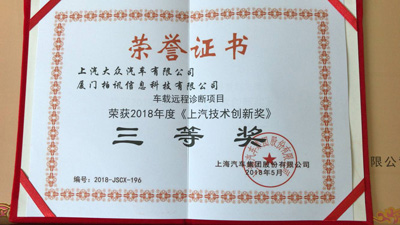 荣誉证书
上汽大众汽车有限公司
厦门柏讯信息科技有限公司
车载远程诊断项目
荣获2018年度《上汽技术创新奖》
三等奖
上海汽车集团股份有限公司
2018年5月
编号：2018-JSCX-196